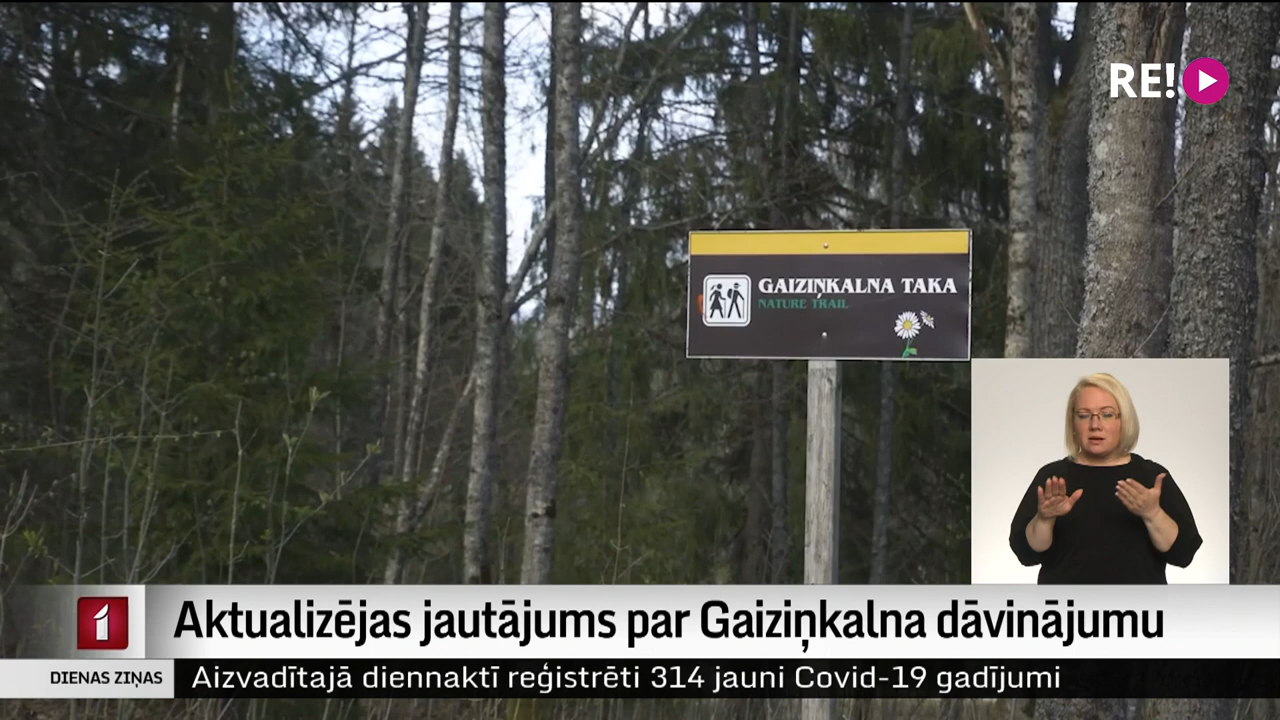 RE!
GAIZIŅKALNA TAKA
NATURE TRAIL
1
Aktualizējas jautājums par Gaiziņkalna dāvinājumu
DIENAS ZIŅAS
Aizvadītajā diennaktī reģistrēti 314 jauni Covid-19 gadījumi